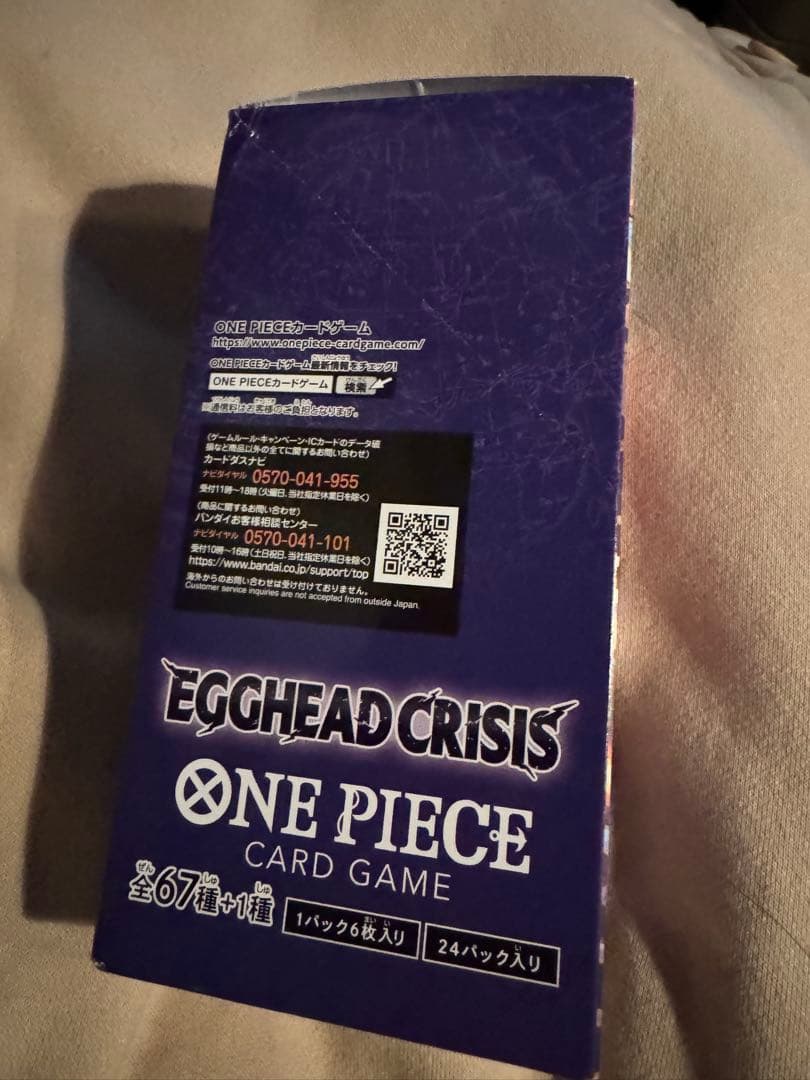 ONE PIECEカードゲーム
https://www.onepiece-cardgame.com/
ONE PIECEカードゲーム最新情報をチェック!
ONE PIECEカードゲーム 検索
※通信料はお客様のご負担となります。
(ゲームルール・キャンペーン・ICカードのデータ破
損など商品以外の全てに関するお問い合わせ)
カードダスナビ
ナビダイヤル 0570-041-955
受付11時~18時(火曜日、当社指定休業日を除く)
(商品に関するお問い合わせ)
バンダイお客様相談センター
ナビダイヤル 0570-041-101
受付10時~16時(土日祝日、当社指定休業日を除く)
https://www.bandai.co.jp/support/top
海外からのお問い合わせは受け付けておりません。
Customer service inquiries are not accepted from outside Japan.
EGGHEAD CRISIS
ONE PIECE
CARD GAME
全67種+1種
1パック6枚入り
24パック入り